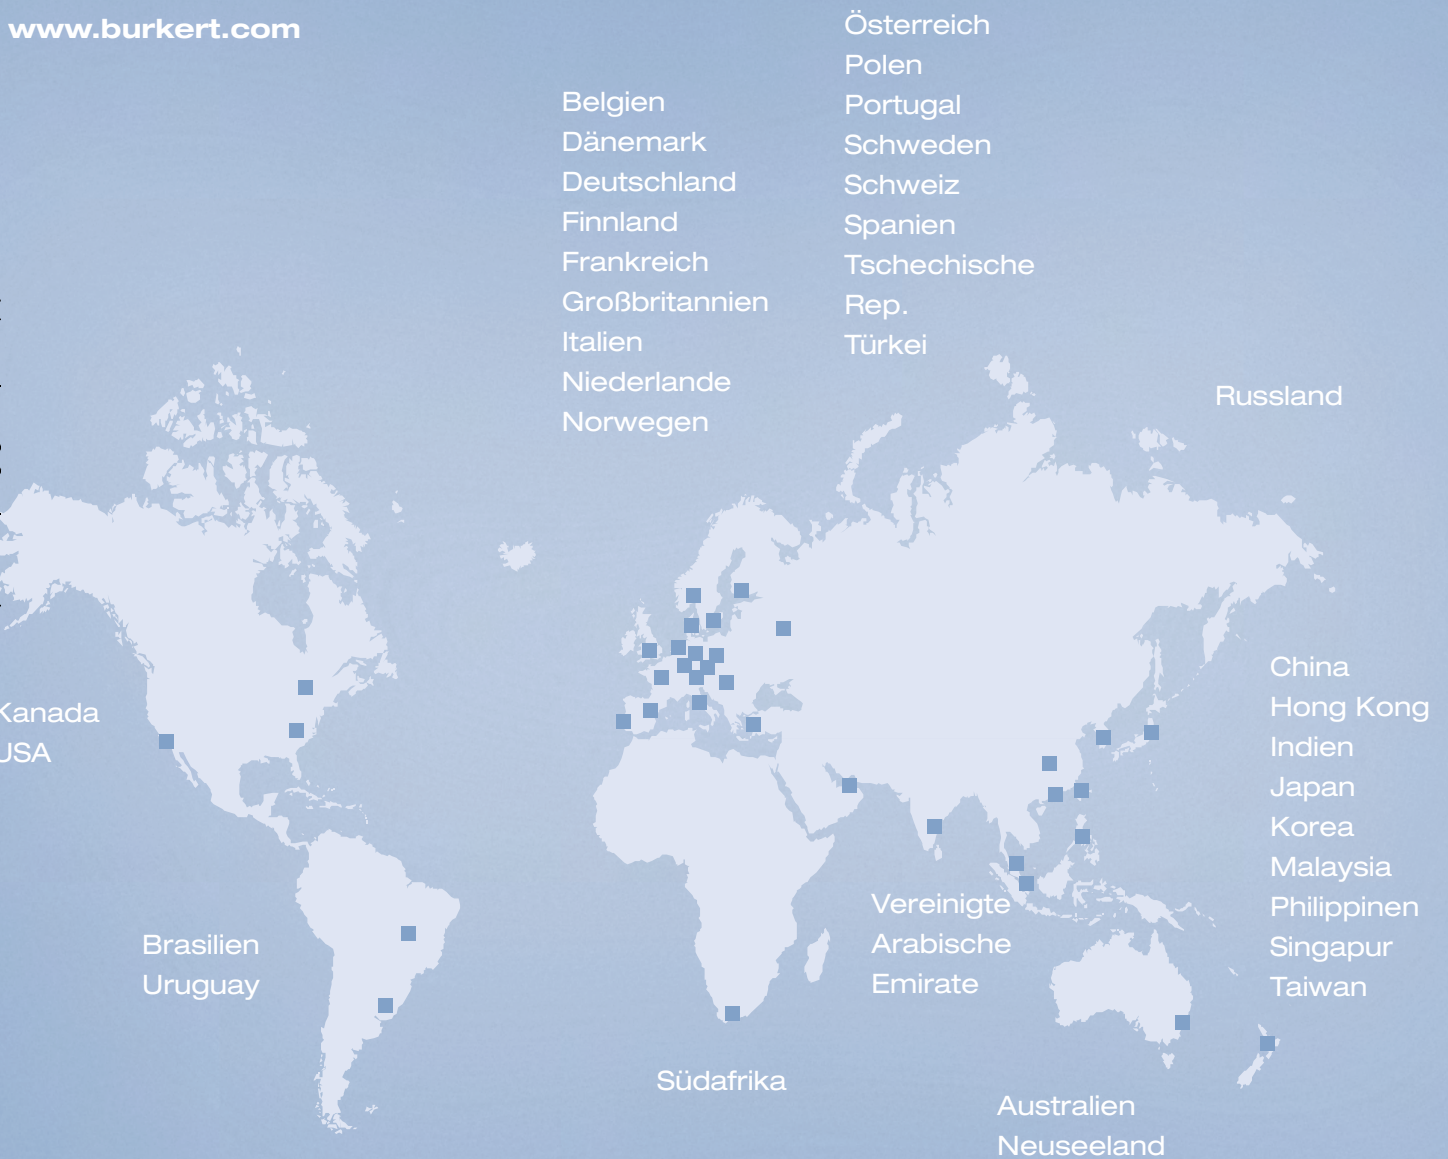 www.burkert.com
Belgien
Dänemark
Deutschland
Finnland
Frankreich
Großbritannien
Italien
Niederlande
Norwegen
Österreich
Polen
Portugal
Schweden
Schweiz
Spanien
Tschechische
Rep.
Türkei
Russland
Kanada
USA
China
Hong Kong
Indien
Japan
Korea
Malaysia
Philippinen
Singapur
Taiwan
Brasilien
Uruguay
Vereinigte
Arabische
Emirate
Südafrika
Australien
Neuseeland